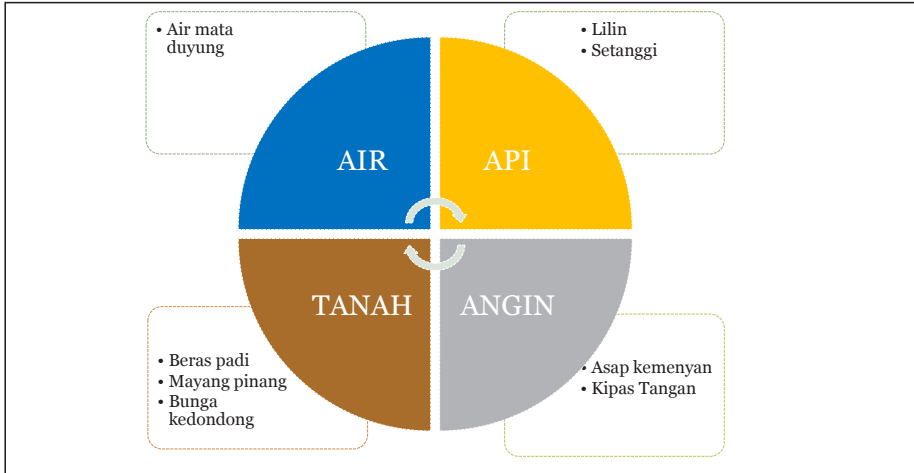 • Air mata
duyung
• Lilin
• Setanggi
AIR
API
TANAH
ANGIN
• Beras padi
• Mayang pinang
• Bunga
kedondong
• Asap kemenyan
• Kipas Tangan